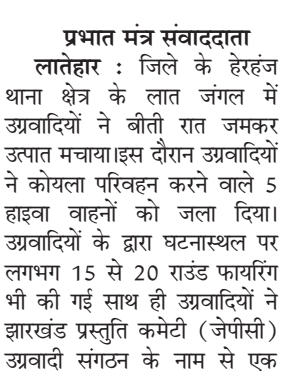 प्रभात मंत्र संवाददाता
लातेहार : जिले के हेरहंज
थाना क्षेत्र के लात जंगल में
उग्रवादियों ने बीती रात जमकर
उत्पात मचाया।इस दौरान उग्रवादियों
ने कोयला परिवहन करने वाले 5
हाइवा वाहनों को जला दिया।
उग्रवादियों के द्वारा घटनास्थल पर
लगभग 15 से 20 राउंड फायरिंग
भी की गई साथ ही उग्रवादियों ने
झारखंड प्रस्तुति कमेटी (जेपीसी)
उग्रवादी संगठन के नाम से एक